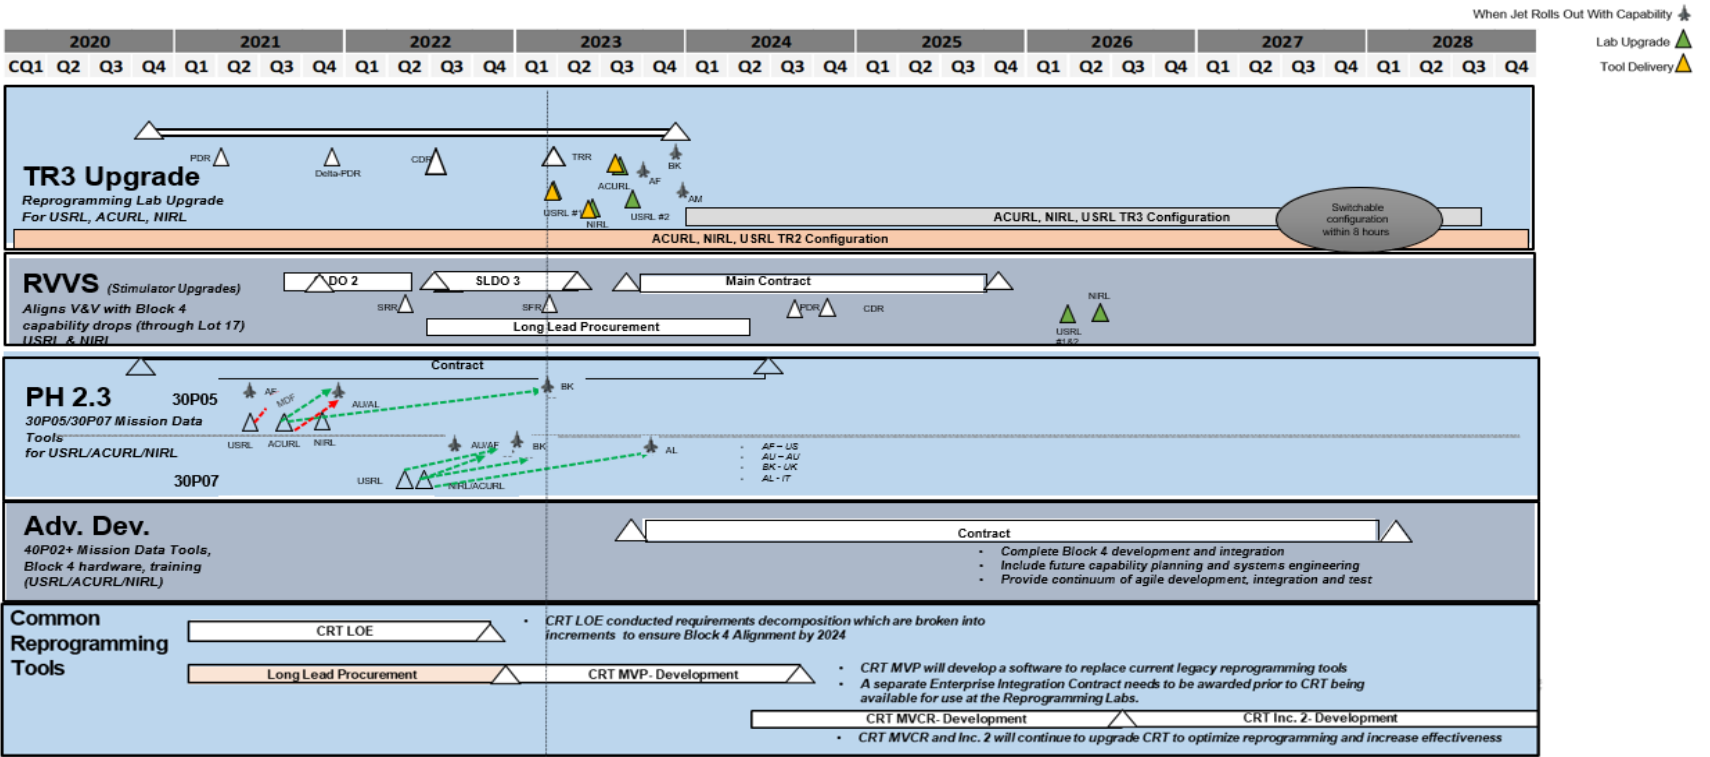 When Jet Rolls Out With Capability
Lab Upgrade
Tool Delivery
2020 2021 2022 2023 2024 2025 2026 2027 2028
CQ1 Q2 Q3 Q4 Q1 Q2 Q3 Q4 Q1 Q2 Q3 Q4 Q1 Q2 Q3 Q4 Q1 Q2 Q3 Q4 Q1 Q2 Q3 Q4 Q1 Q2 Q3 Q4 Q1 Q2 Q3 Q4 Q1 Q2 Q3 Q4
TR3 Upgrade
Reprogramming Lab Upgrade
For USRL, ACURL, NIRL
PDR
Delta-PDR
CDR
TRR
BK
ACURL
AF
AM
USRL #1
NIRL
USRL #2
ACURL, NIRL, USRL TR3 Configuration
Switchable
configuration
within 8 hours
ACURL, NIRL, USRL TR2 Configuration
RVVS (Stimulator Upgrades)
Aligns V&V with Block 4
capability drops (through Lot 17)
USRL & NIRL
DO 2
SLDO 3
Main Contract
SRR
SFR
PDR
CDR
NIRL
USRL
#1&2
Long Lead Procurement
Contract
PH 2.3
30P05/30P07 Mission Data
Tools
for USRL/ACURL/NIRL
30P05
AF
MDF
AU/AL
BK
USRL
ACURL
NIRL
AU/AF
BK
AL
30P07
USRL
NIRL/ACURL
- AF – US
- AU – AU
- BK - UK
- AL - IT
Adv. Dev.
40P02+ Mission Data Tools,
Block 4 hardware, training
(USRL/ACURL/NIRL)
Contract
- Complete Block 4 development and integration
- Include future capability planning and systems engineering
- Provide continuum of agile development, integration and test
Common
Reprogramming
Tools
CRT LOE
• CRT LOE conducted requirements decomposition which are broken into
increments to ensure Block 4 Alignment by 2024
Long Lead Procurement
CRT MVP- Development
• CRT MVP will develop a software to replace current legacy reprogramming tools
• A separate Enterprise Integration Contract needs to be awarded prior to CRT being
available for use at the Reprogramming Labs.
CRT MVCR- Development
CRT Inc. 2- Development
• CRT MVCR and Inc. 2 will continue to upgrade CRT to optimize reprogramming and increase effectiveness